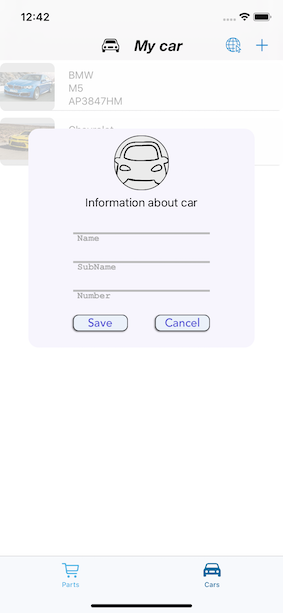 12:42
My car
BMW
M5
AP3847HM
Chevrolet
Information about car
Name
SubName
Number
Save
Cancel
Parts
Cars